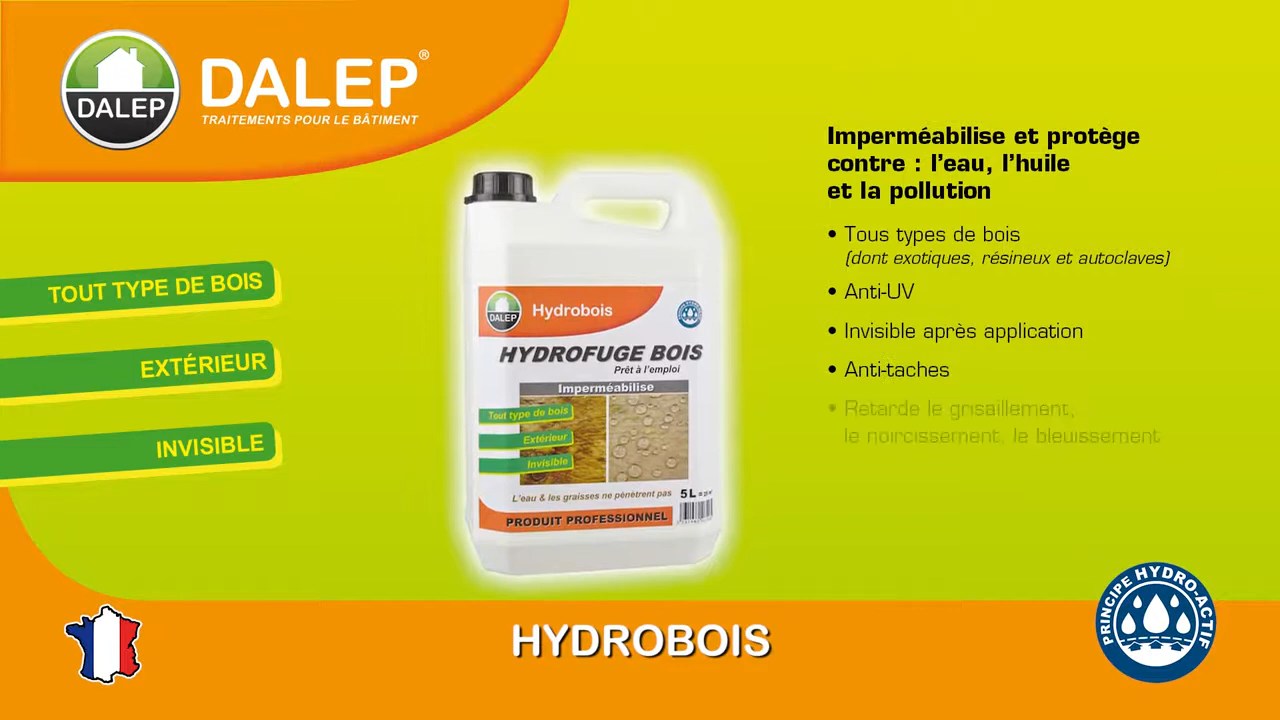 DALEP
DALEP®
TRAITEMENTS POUR LE BÂTIMENT
Imperméabilise et protège
contre : l'eau, l'huile
et la pollution
• Tous types de bois
(dont exotiques, résineux et autoclaves)
• Anti-UV
• Invisible après application
• Anti-taches
• Retarde le grisaillement,
le noircissement, le bleuissement
TOUT TYPE DE BOIS
EXTÉRIEUR
INVISIBLE
DALEP
Hydrobois
HYDROFUGE BOIS
Prêt à l'emploi
Imperméabilise
Tout type de bois
Extérieur
Invisible
L'eau & les graisses ne pénètrent pas
5L
PRODUIT PROFESSIONNEL
HYDROBOIS
PRINCIPE HYDRO-ACTIF